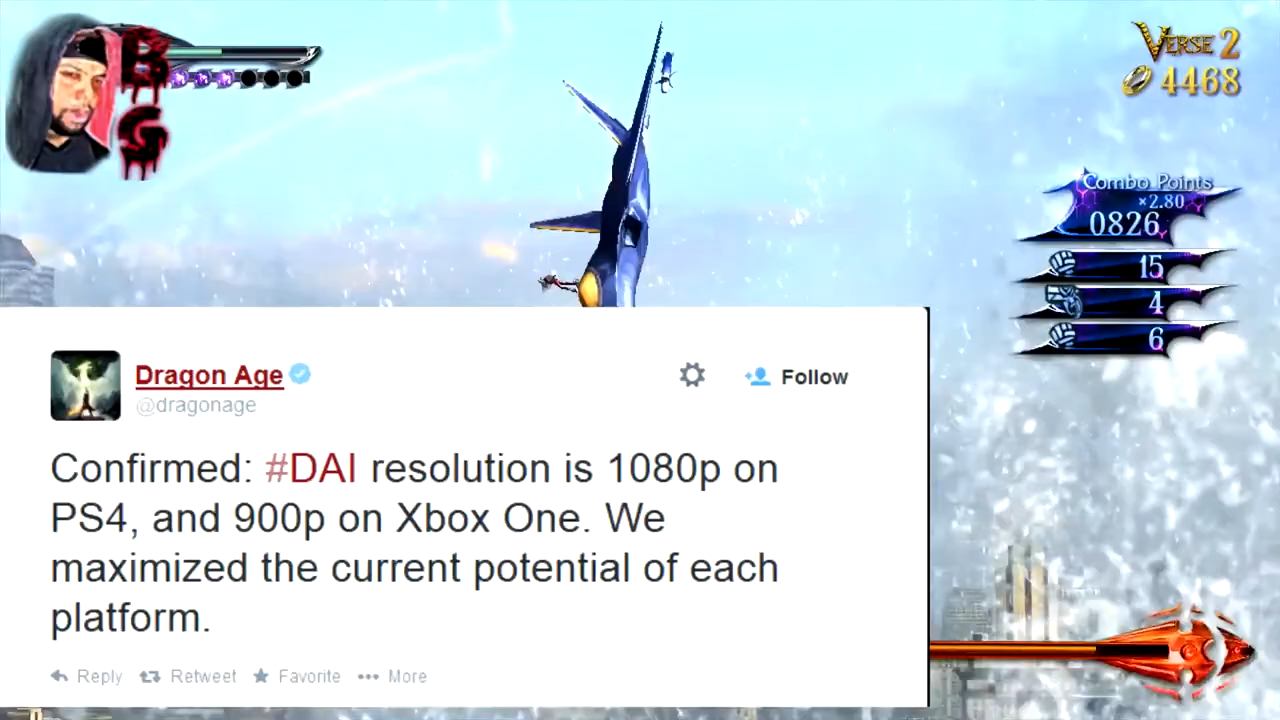 BG
VERSE 2
4468
Combo Points
×2.80
0826
15
4
6
Dragon Age
@dragonage
Follow
Confirmed: #DAI resolution is 1080p on
PS4, and 900p on Xbox One. We
maximized the current potential of each
platform.
Reply Retweet Favorite More